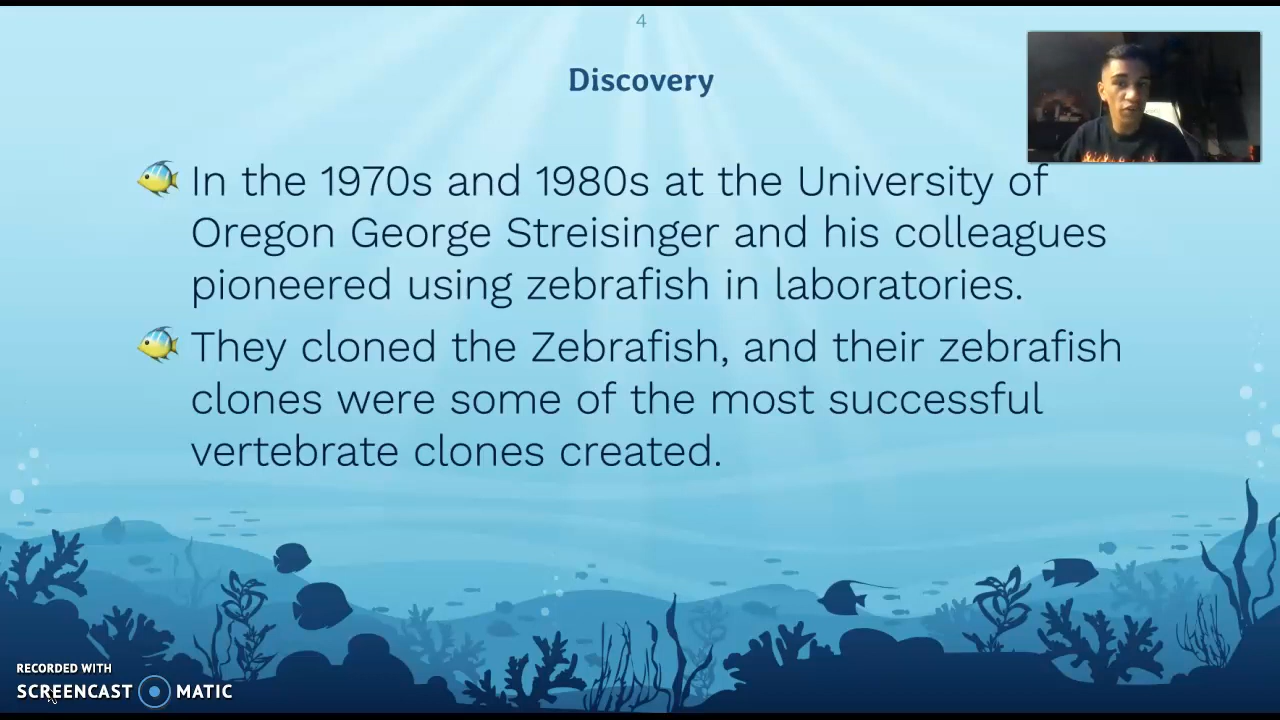 4
Discovery
In the 1970s and 1980s at the University of
Oregon George Streisinger and his colleagues
pioneered using zebrafish in laboratories.
They cloned the Zebrafish, and their zebrafish
clones were some of the most successful
vertebrate clones created.
RECORDED WITH
SCREENCAST MATIC